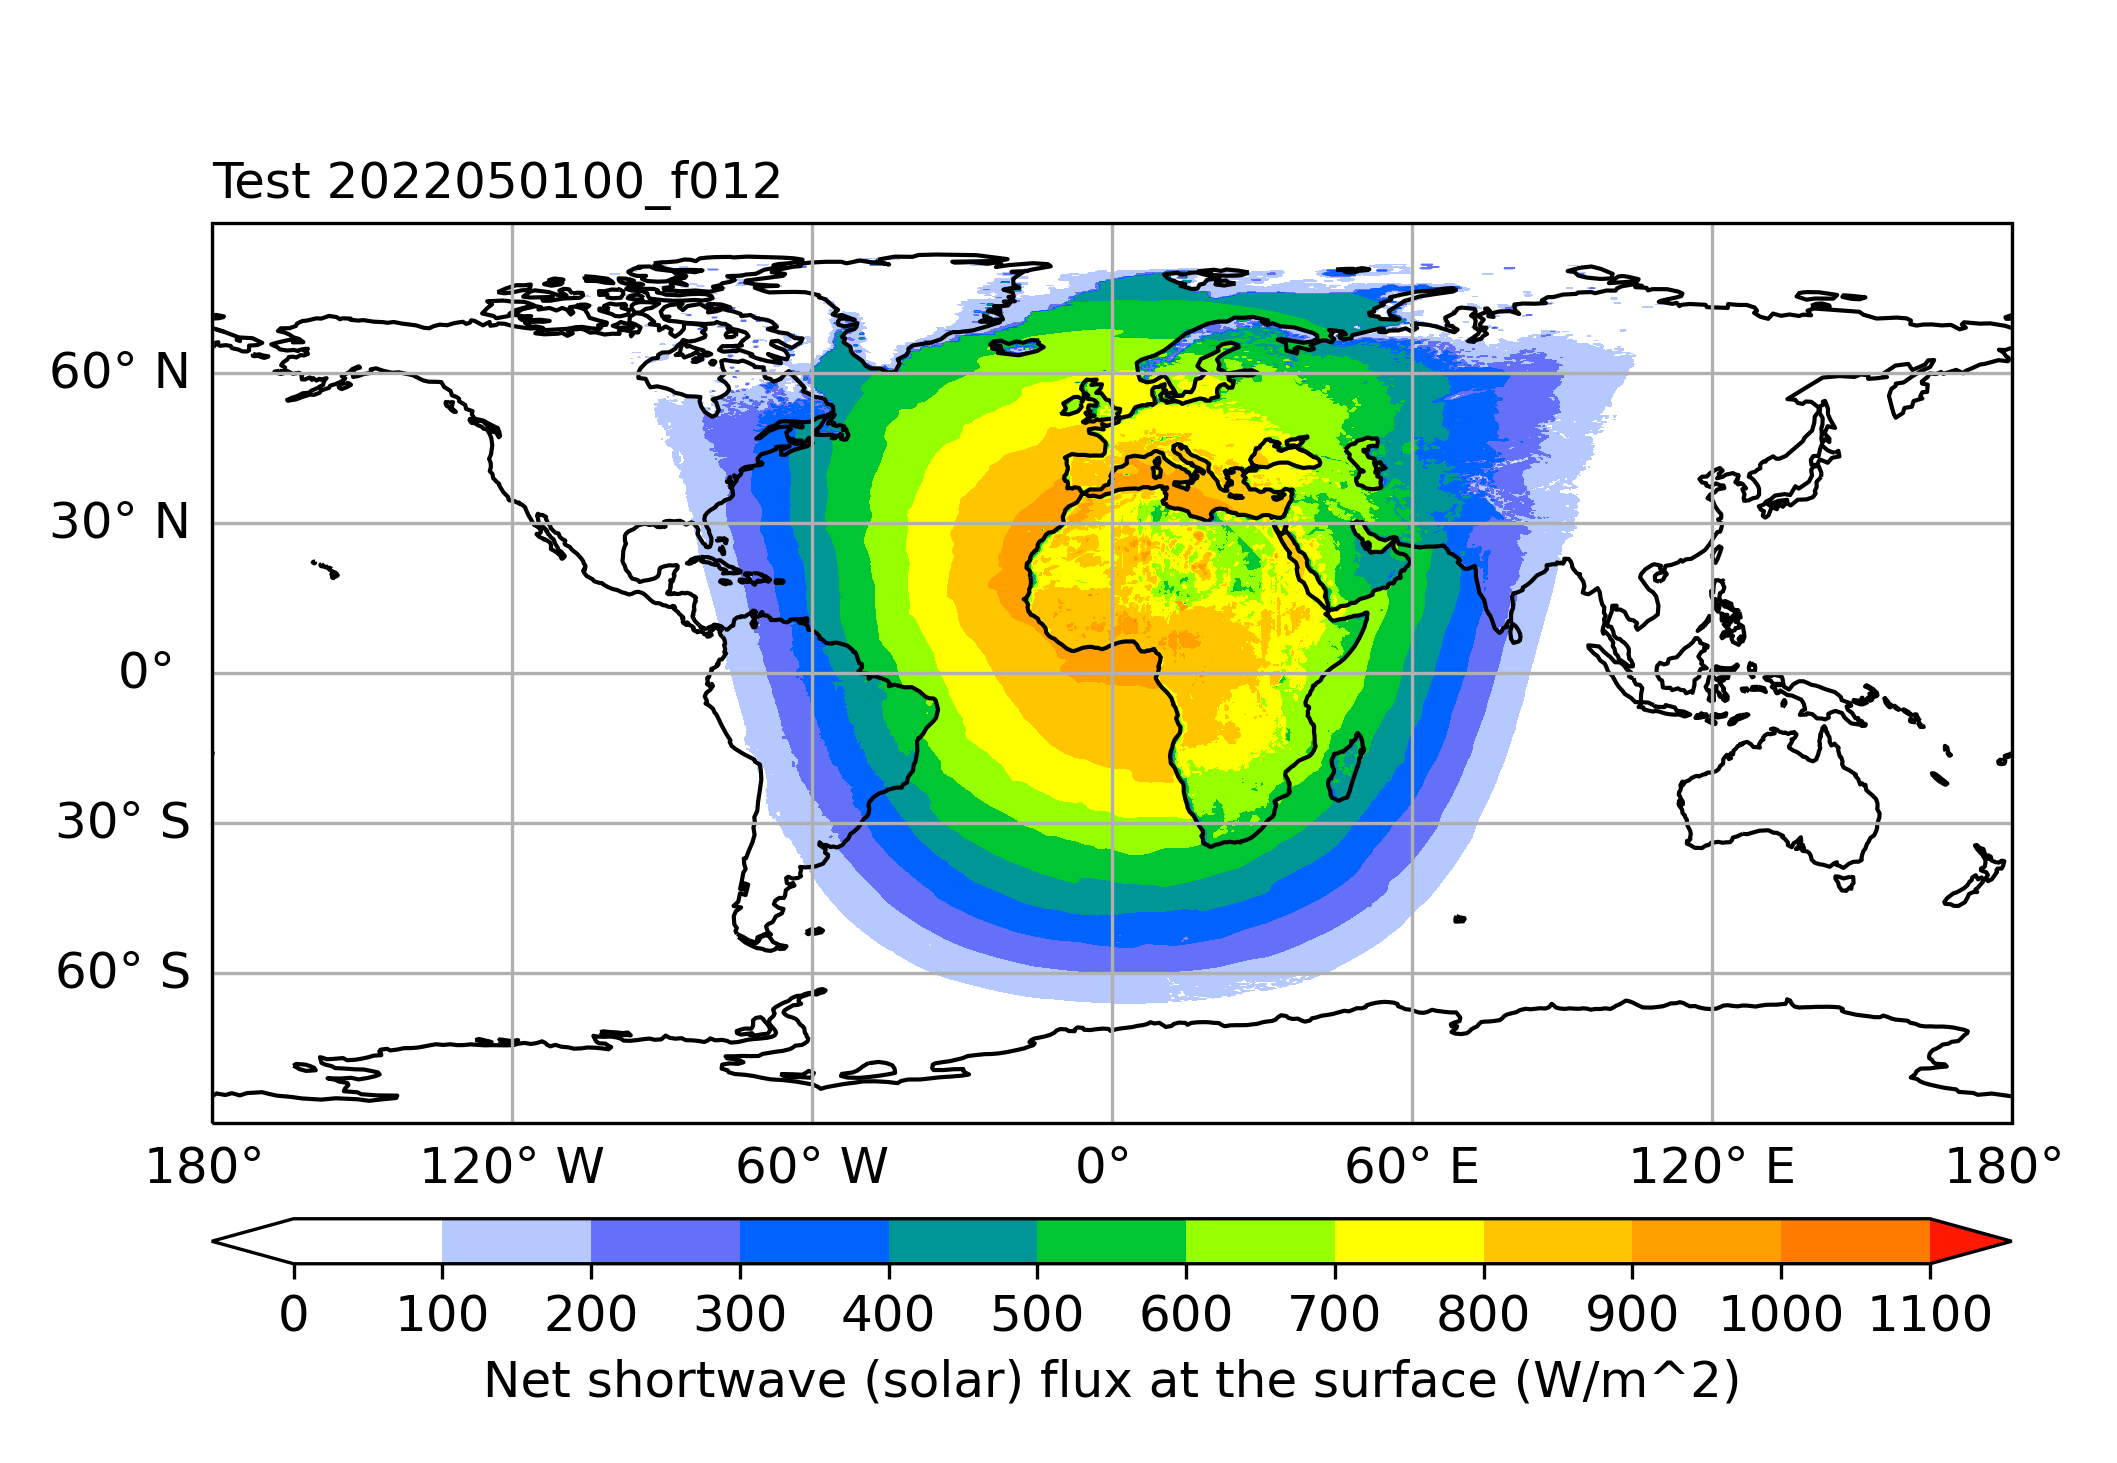 Test 2022050100_f012
60° N
30° N
0°
30° S
60° S
180° 120° W 60° W 0° 60° E 120° E 180°
0 100 200 300 400 500 600 700 800 900 1000 1100
Net shortwave (solar) flux at the surface (W/m^2)